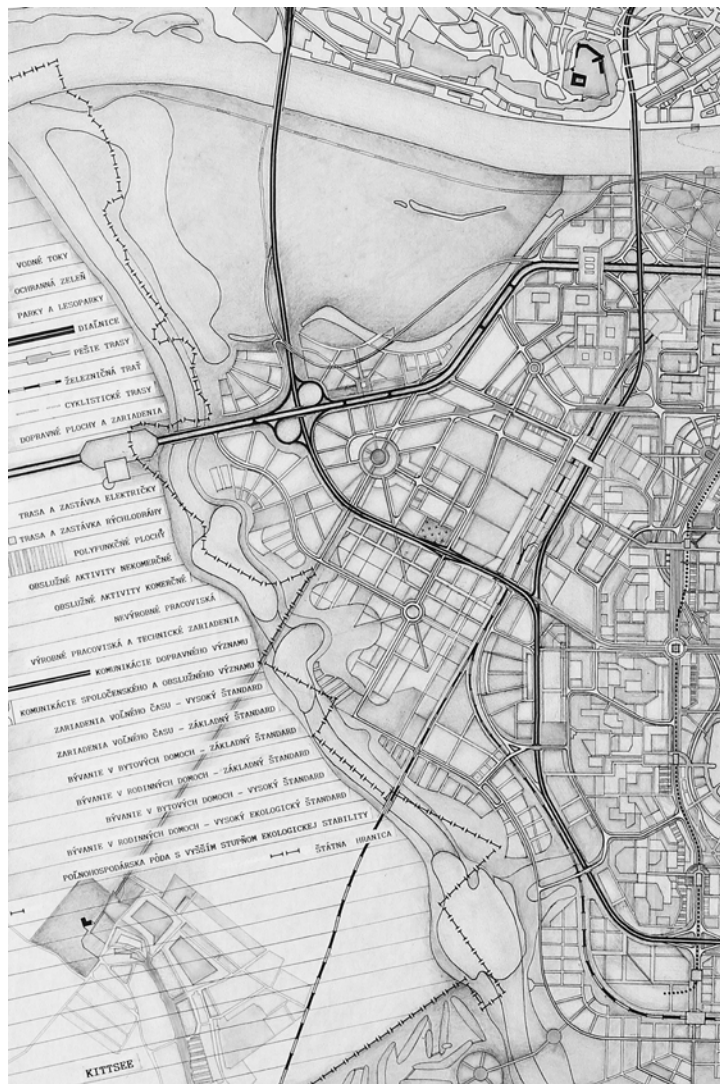 VODNÉ TOKY
OCHRANNÁ ZELEŇ
PARKY A LESOPARKY
DIAĽNICE
PEŠIE TRASY
ŽELEZNIČNÁ TRAŤ
CYKLISTICKÉ TRASY
DOPRAVNÉ PLOCHY A ZARIADENIA
TRASA A ZASTÁVKA ELEKTRIČKY
TRASA A ZASTÁVKA RÝCHLODRÁHY
POLYFUNKČNÉ PLOCHY
OBSLUŽNÉ AKTIVITY NEKOMERČNÉ
OBSLUŽNÉ AKTIVITY KOMERČNÉ
NEVÝROBNÉ PRACOVISKÁ
VÝROBNÉ PRACOVISKÁ A TECHNICKÉ ZARIADENIA
KOMUNIKÁCIE DOPRAVNÉHO VÝZNAMU
KOMUNIKÁCIE SPOLOČENSKÉHO A OBSLUŽNÉHO VÝZNAMU
ZARIADENIA VOĽNÉHO ČASU - VYSOKÝ ŠTANDARD
ZARIADENIA VOĽNÉHO ČASU - ZÁKLADNÝ ŠTANDARD
BÝVANIE V BYTOVÝCH DOMOCH - ZÁKLADNÝ ŠTANDARD
BÝVANIE V RODINNÝCH DOMOCH - ZÁKLADNÝ ŠTANDARD
BÝVANIE V BYTOVÝCH DOMOCH - VYSOKÝ ŠTANDARD
BÝVANIE V RODINNÝCH DOMOCH - VYSOKÝ EKOLOGICKÝ ŠTANDARD
POĽNOHOSPODÁRSKA PÔDA S VYŠŠÍM STUPŇOM EKOLOGICKEJ STABILITY
ŠTÁTNA HRANICA
KITTSEE